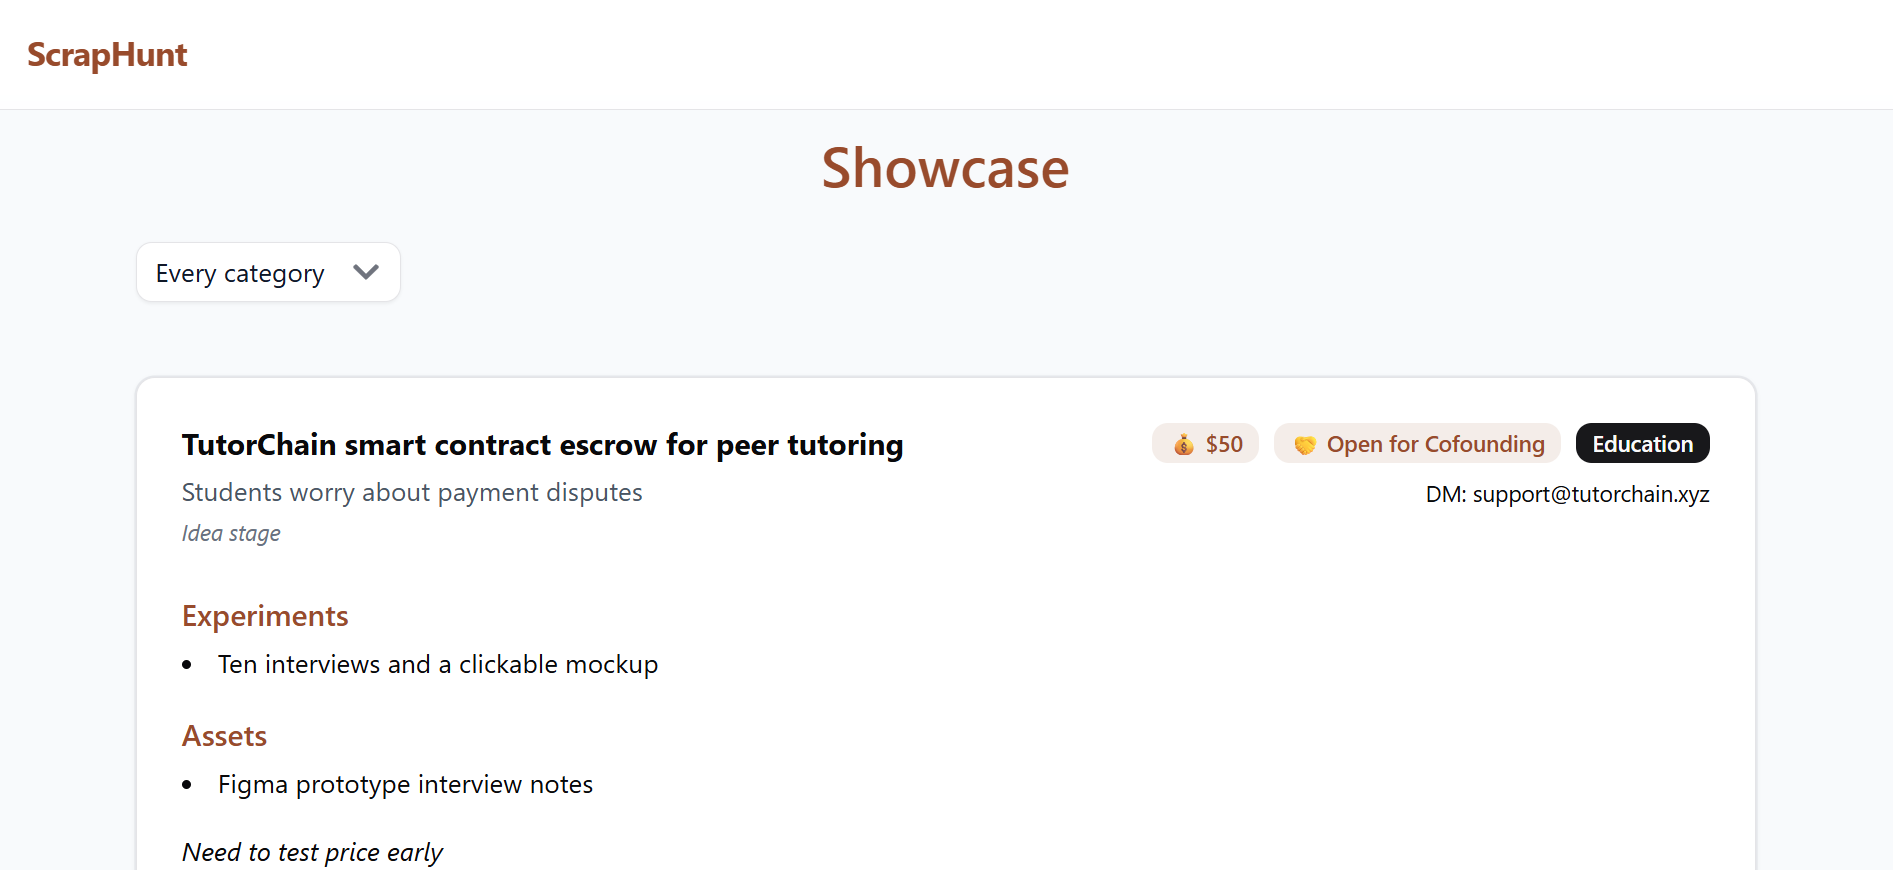 ScrapHunt
Showcase
Every category
TutorChain smart contract escrow for peer tutoring
💰 $50
🤝 Open for Cofounding
Education
Students worry about payment disputes
DM: support@tutorchain.xyz
Idea stage
Experiments
• Ten interviews and a clickable mockup
Assets
• Figma prototype interview notes
Need to test price early